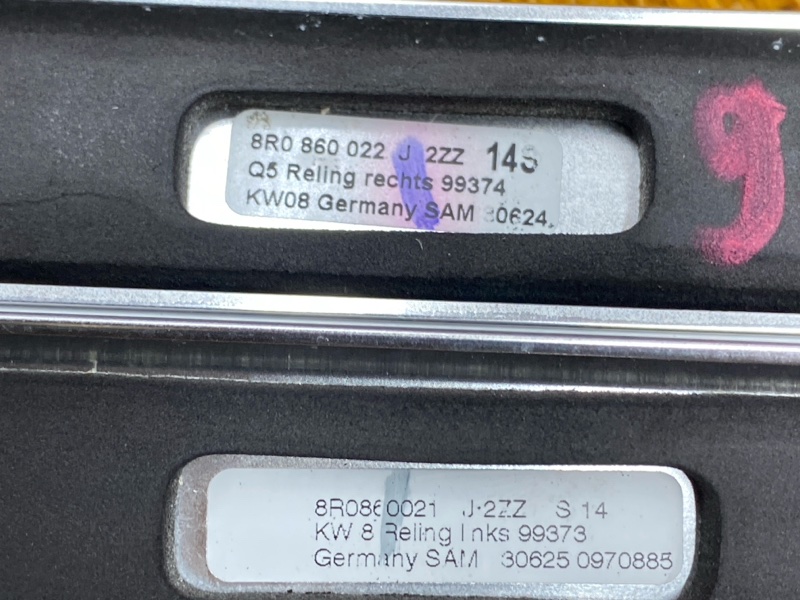 8R0 860 022 J 2ZZ 14S
Q5 Reling rechts 99374
KW08 Germany SAM 30624
9
8R0860021 J·2ZZ S 14
KW 8 Reling links 99373
Germany SAM 30625 0970885